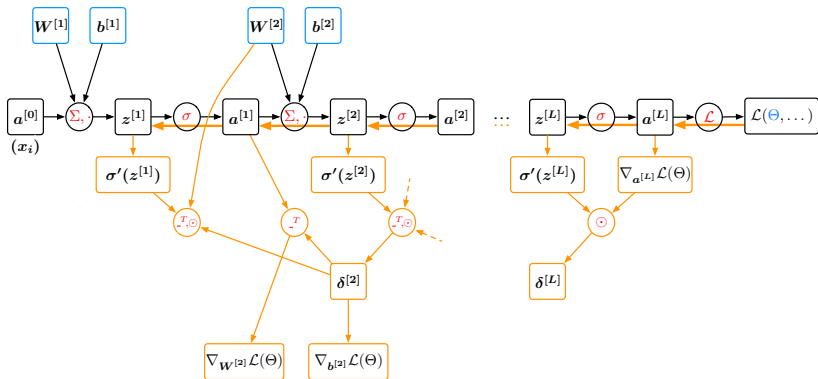 W^{[1]} b^{[1]} W^{[2]} b^{[2]}
a^{[0]} Σ, · z^{[1]} σ a^{[1]} Σ, · z^{[2]} σ a^{[2]} ... z^{[L]} σ a^{[L]} ℒ ℒ(Θ, ...)
(x_i)
σ′(z^{[1]}) σ′(z^{[2]}) σ′(z^{[L]}) ∇_{a^{[L]}}ℒ(Θ)
-^T,⊙ -^T -^T,⊙ ⊙
δ^{[2]} δ^{[L]}
∇_{W^{[2]}}ℒ(Θ) ∇_{b^{[2]}}ℒ(Θ)